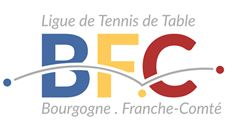 Ligue de Tennis de Table
BFC
Bourgogne . Franche-Comté